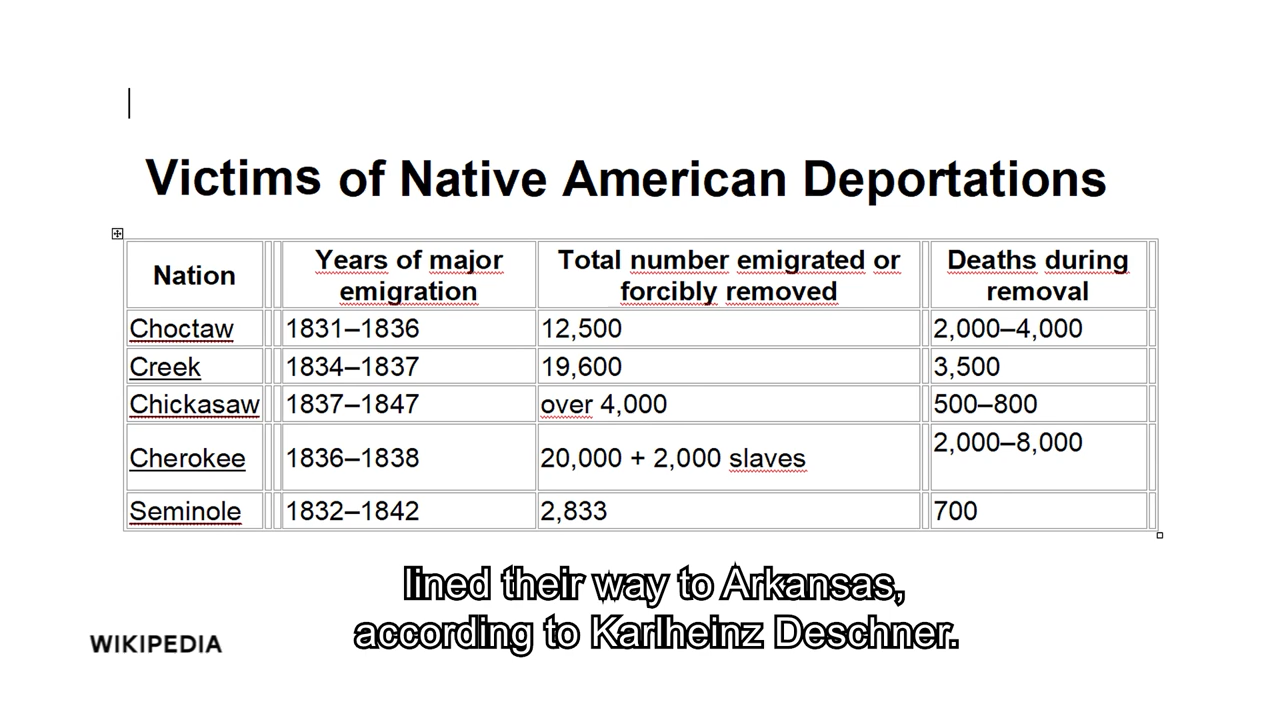 Victims of Native American Deportations
Nation
Years of major
emigration
Total number emigrated or
forcibly removed
Deaths during
removal
Choctaw 1831–1836 12,500 2,000–4,000
Creek 1834–1837 19,600 3,500
Chickasaw 1837–1847 over 4,000 500–800
Cherokee 1836–1838 20,000 + 2,000 slaves 2,000–8,000
Seminole 1832–1842 2,833 700
lined their way to Arkansas,
according to Karlheinz Deschner.
WIKIPEDIA